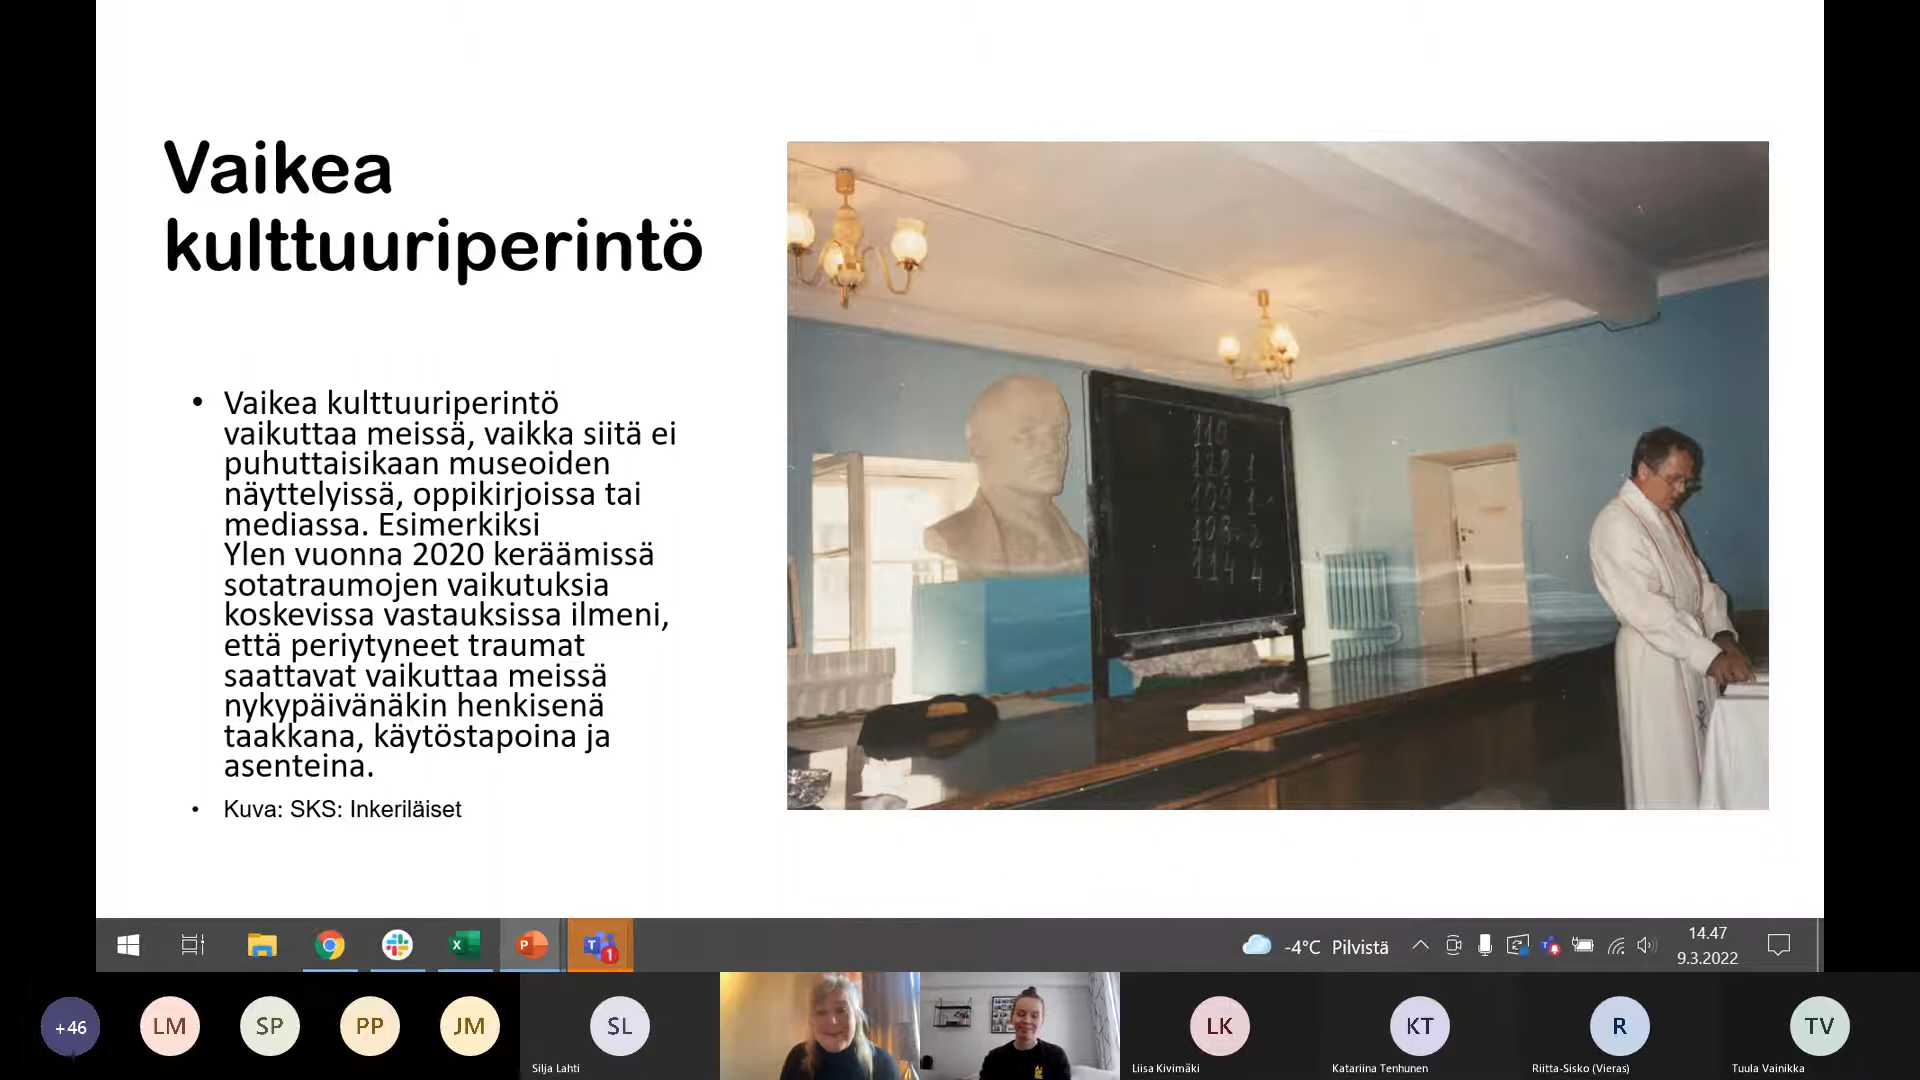 Vaikea
kulttuuriperintö
• Vaikea kulttuuriperintö
vaikuttaa meissä, vaikka siitä ei
puhuttaisikaan museoiden
näyttelyissä, oppikirjoissa tai
mediassa. Esimerkiksi
Ylen vuonna 2020 keräämissä
sotatraumojen vaikutuksia
koskevissa vastauksissa ilmeni,
että periytyneet traumat
saattavat vaikuttaa meissä
nykypäivänäkin henkisenä
taakkana, käytöstapoina ja
asenteina.
• Kuva: SKS: Inkeriläiset
114 4
-4°C Pilvistä
14.47
9.3.2022
+46
LM
SP
PP
JM
SL
Silja Lahti
LK
Liisa Kivimäki
KT
Katariina Tenhunen
R
Riitta-Sisko (Vieras)
TV
Tuula Vainikka